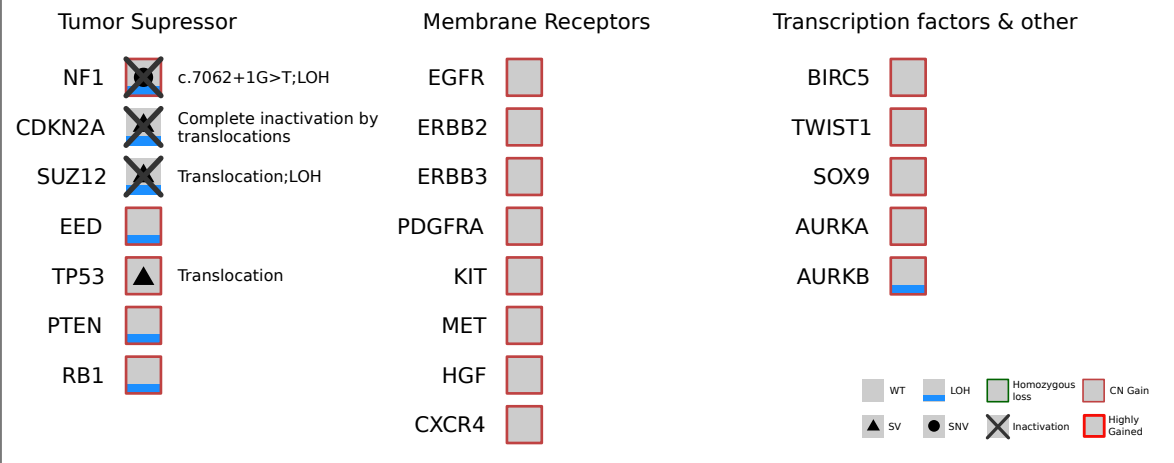 Tumor Supressor
NF1
c.7062+1G>T;LOH
CDKN2A
Complete inactivation by
translocations
SUZ12
Translocation;LOH
EED
TP53
Translocation
PTEN
RB1
Membrane Receptors
EGFR
ERBB2
ERBB3
PDGFRA
KIT
MET
HGF
CXCR4
Transcription factors & other
BIRC5
TWIST1
SOX9
AURKA
AURKB
WT
LOH
Homozygous
loss
CN Gain
SV
SNV
Inactivation
Highly
Gained